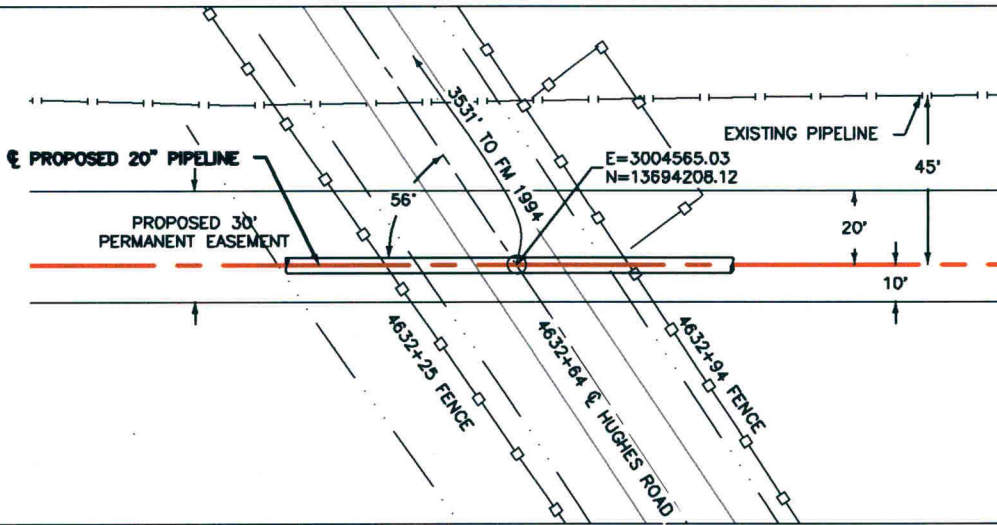 3531' TO FM 1994
EXISTING PIPELINE
℄ PROPOSED 20" PIPELINE
E=3004565.03
N=13694208.12
45'
56°
PROPOSED 30'
PERMANENT EASEMENT
20'
10'
4632+25 FENCE
4632+64 ℄ HUGHES ROAD
4632+94 FENCE